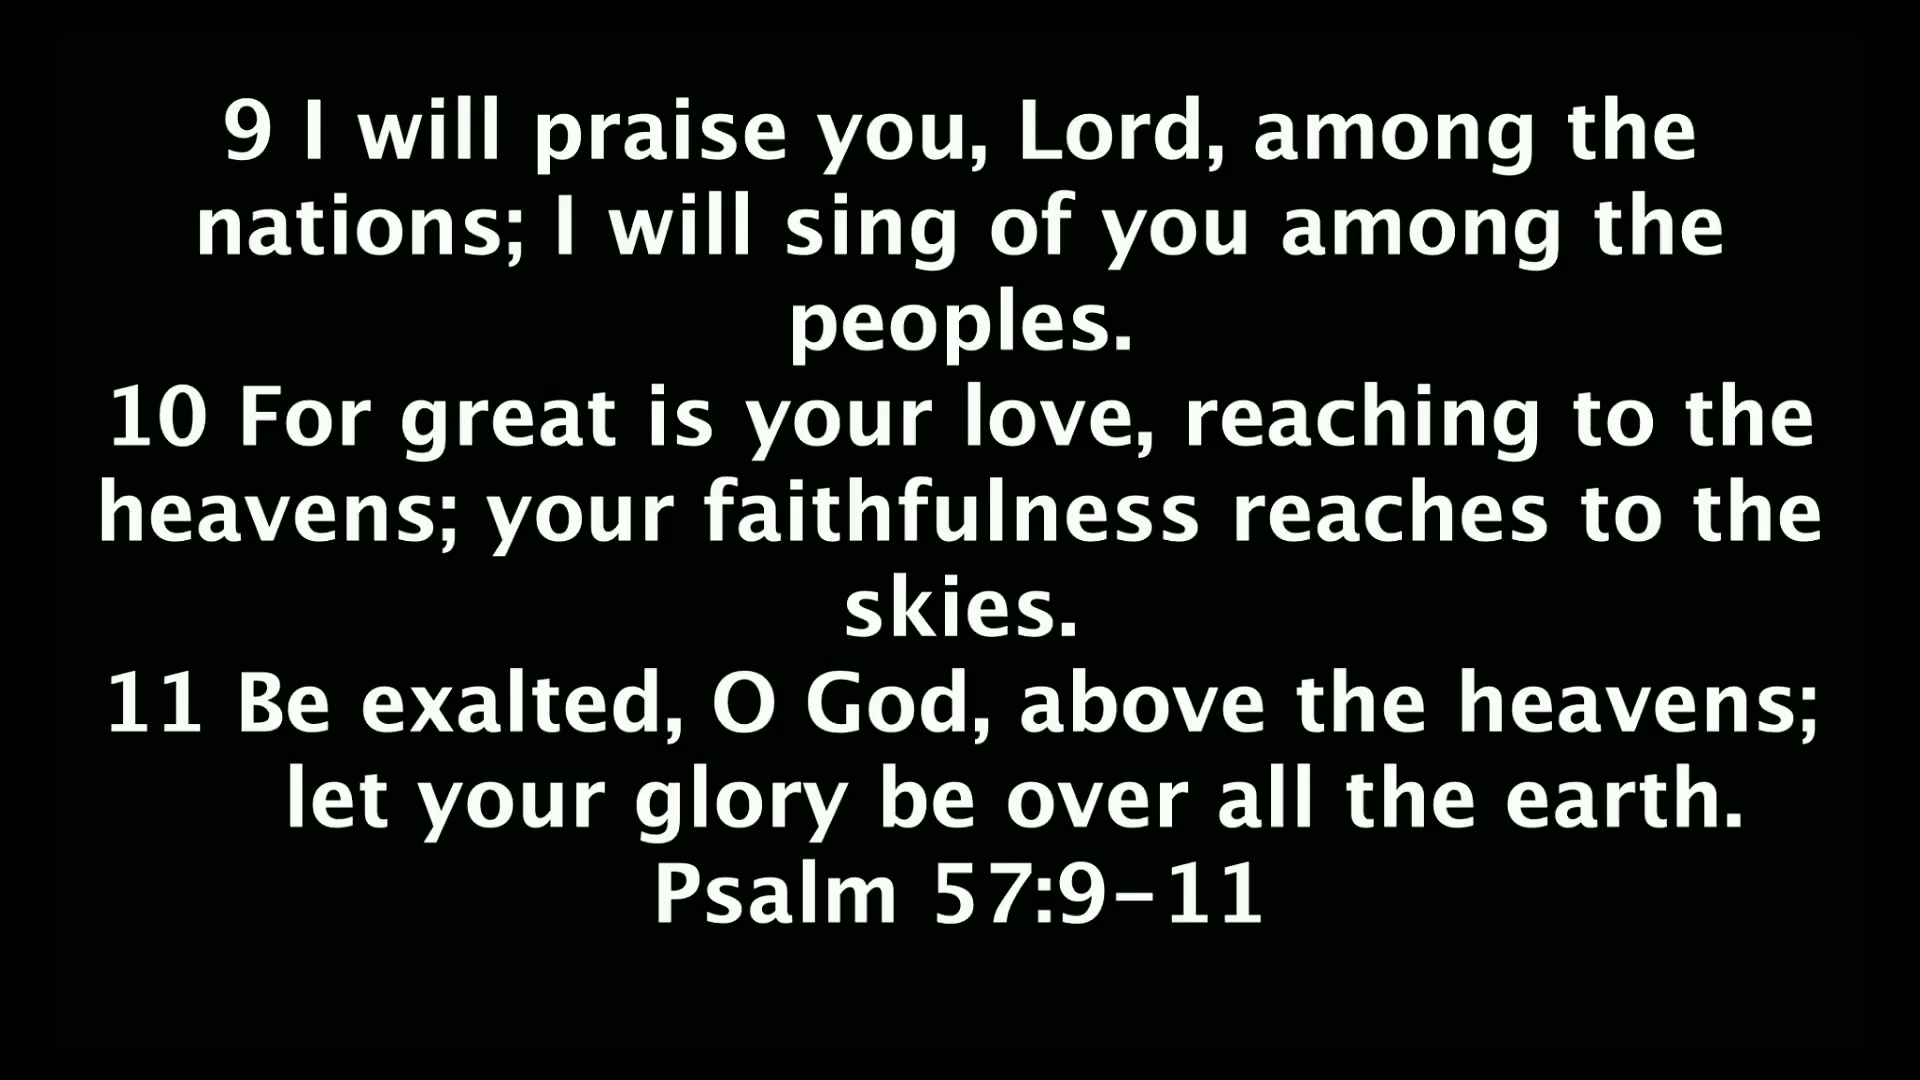 9 I will praise you, Lord, among the
nations; I will sing of you among the
peoples.
10 For great is your love, reaching to the
heavens; your faithfulness reaches to the
skies.
11 Be exalted, O God, above the heavens;
let your glory be over all the earth.
Psalm 57:9-11